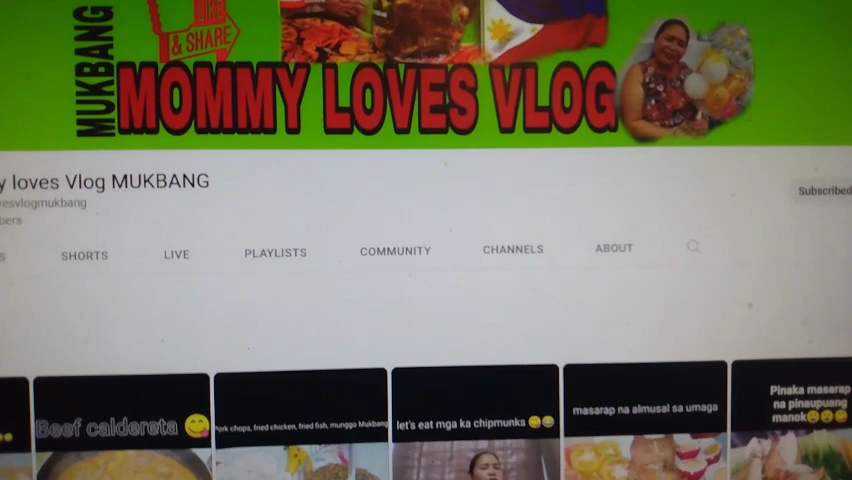 MUKBANG
LIKE
& SHARE
MOMMY LOVES VLOG
y loves Vlog MUKBANG
vesvlogmukbang
bers
Subscribed
S
SHORTS
LIVE
PLAYLISTS
COMMUNITY
CHANNELS
ABOUT
Beef caldereta
Pork chops, fried chicken, fried fish, munggo Mukbang
let's eat mga ka chipmunks
masarap na almusal sa umaga
Pinaka masarap
na pinaupuang
manok